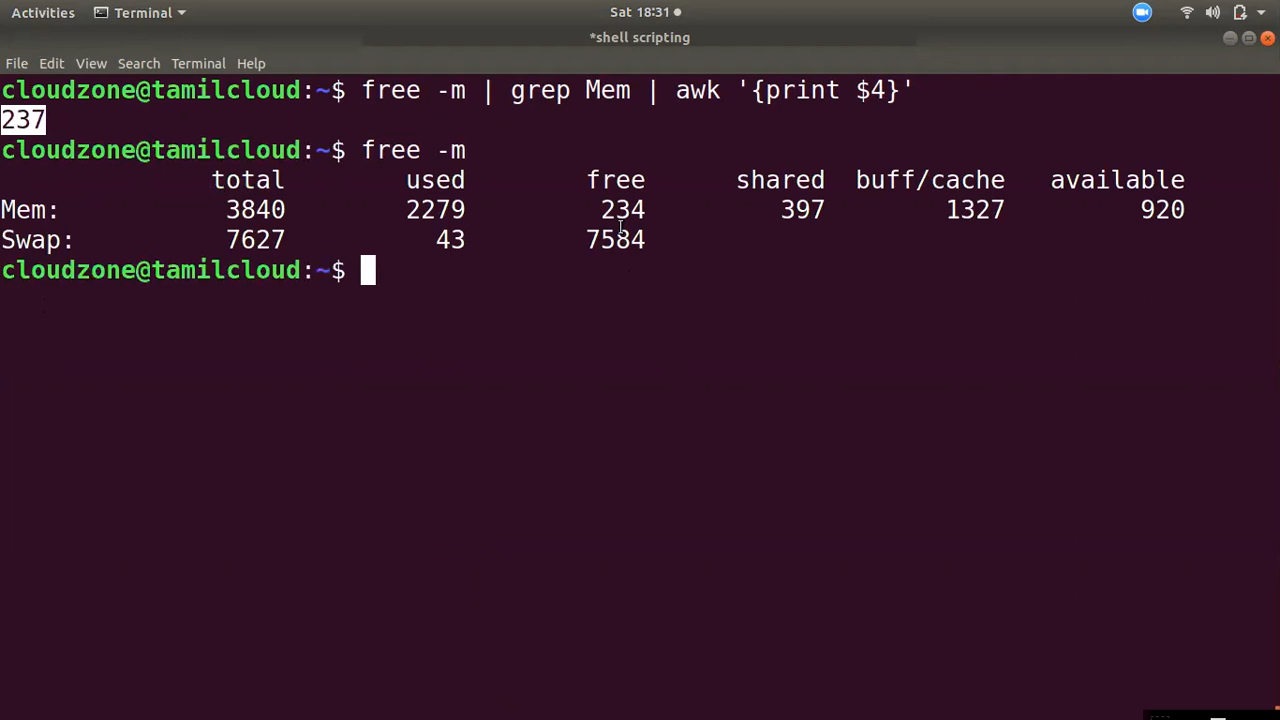 Activities Terminal Sat 18:31
*shell scripting
File Edit View Search Terminal Help
cloudzone@tamilcloud:~$ free -m | grep Mem | awk '{print $4}'
237
cloudzone@tamilcloud:~$ free -m
total used free shared buff/cache available
Mem: 3840 2279 234 397 1327 920
Swap: 7627 43 7584
cloudzone@tamilcloud:~$